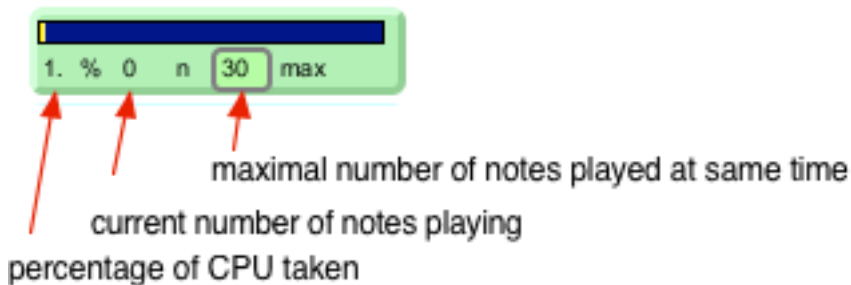 1. % 0 n 30 max
maximal number of notes played at same time
current number of notes playing
percentage of CPU taken